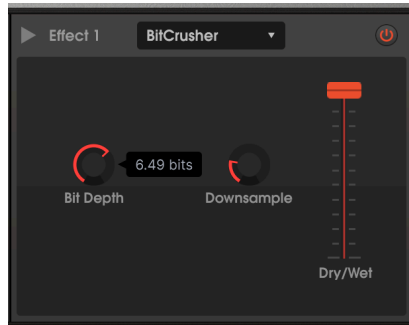 Effect 1
BitCrusher
6.49 bits
Bit Depth
Downsample
Dry/Wet